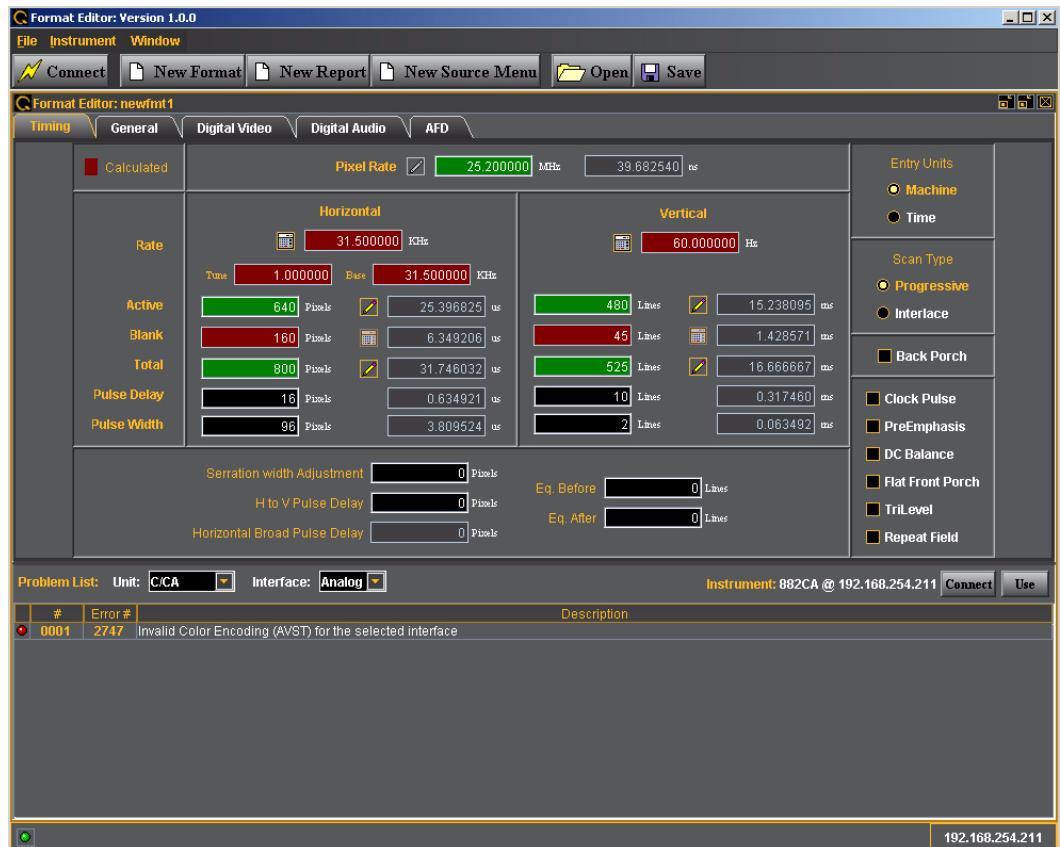 Format Editor: Version 1.0.0
File Instrument Window
Connect New Format New Report New Source Menu Open Save
Format Editor: newfmt1
Timing General Digital Video Digital Audio AFD
Calculated
Pixel Rate 25.200000 MHz 39.682540 ns
Entry Units
Machine
Time
Horizontal Vertical
Rate 31.500000 KHz 60.000000 Hz
Tune 1.000000 Base 31.500000 KHz
Scan Type
Progressive
Interlace
Active 640 Pixels 25.396825 us 480 Lines 15.238095 ms
Blank 160 Pixels 6.349206 us 45 Lines 1.428571 ms
Total 800 Pixels 31.746032 us 525 Lines 16.666667 ms
Back Porch
Pulse Delay 16 Pixels 0.634921 us 10 Lines 0.317460 ms
Pulse Width 96 Pixels 3.809524 us 2 Lines 0.063492 ms
Clock Pulse
PreEmphasis
DC Balance
Flat Front Porch
TriLevel
Repeat Field
Serration width Adjustment 0 Pixels
H to V Pulse Delay 0 Pixels
Horizontal Broad Pulse Delay 0 Pixels
Eq. Before 0 Lines
Eq. After 0 Lines
Problem List: Unit: C/CA Interface: Analog Instrument: 882CA @ 192.168.254.211 Connect Use
# Error # Description
0001 2747 Invalid Color Encoding (AVST) for the selected interface
192.168.254.211